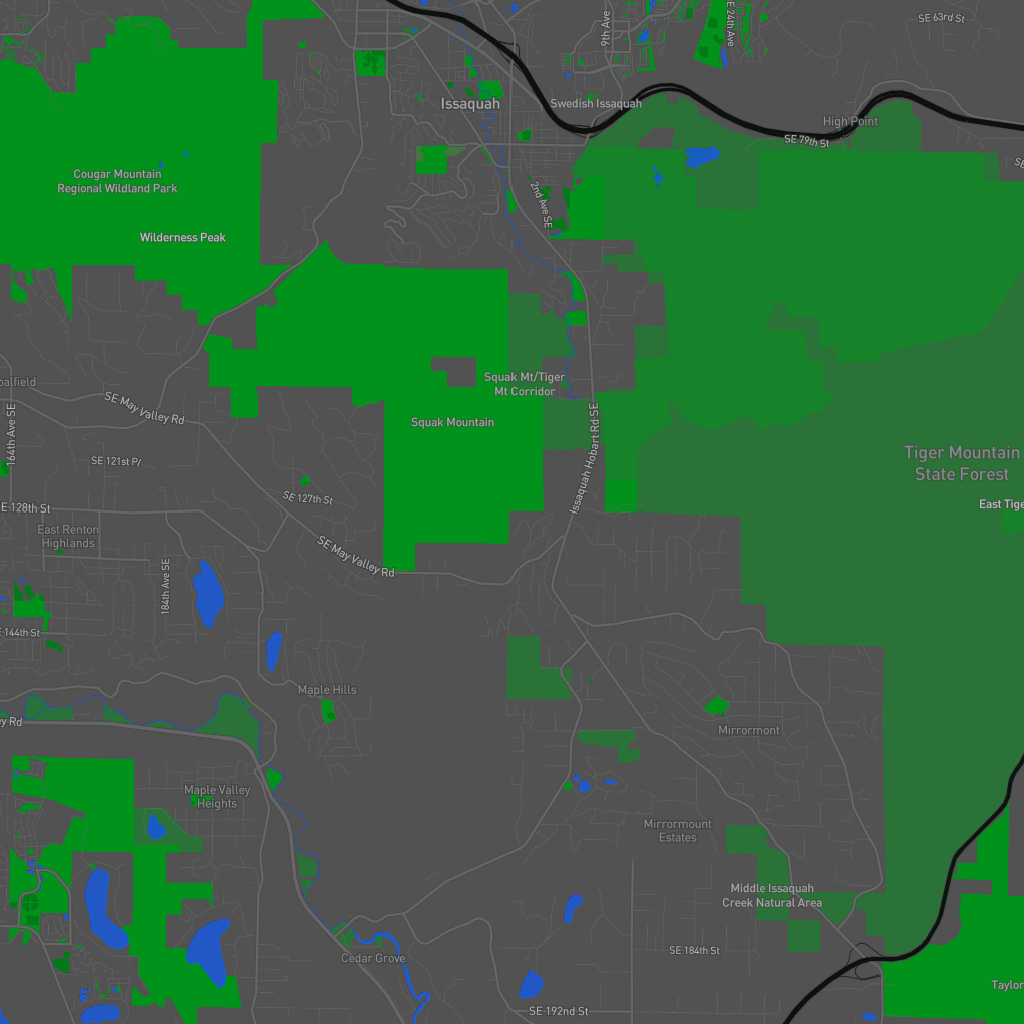 SE 63rd St
9th Ave
SE 24th Ave
Issaquah
Swedish Issaquah
High Point
SE 79th St
SE
Cougar Mountain
Regional Wildland Park
2nd Ave SE
Wilderness Peak
Squak Mt/Tiger
Mt Corridor
oalfield
SE May Valley Rd
164th Ave SE
Squak Mountain
Issaquah Hobart Rd SE
Tiger Mountain
State Forest
SE 121st P/
SE 127th St
East Tige
E 128th St
East Renton
Highlands
SE May Valley Rd
184th Ave SE
E 144th St
Maple Hills
ey Rd
Mirrormont
Maple Valley
Heights
Mirrormount
Estates
Middle Issaquah
Creek Natural Area
SE 184th St
Cedar Grove
Taylor
SE 192nd St